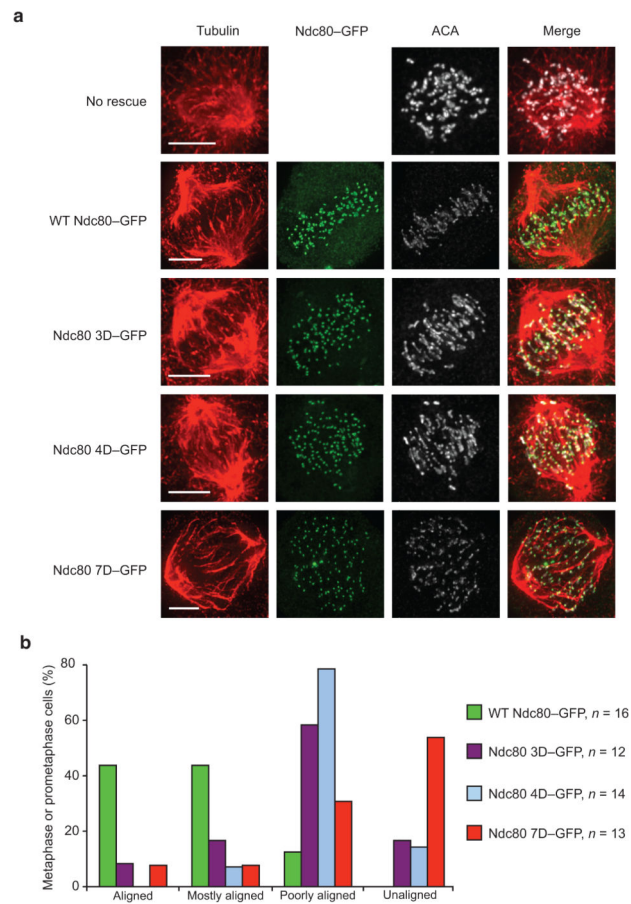 a
Tubulin Ndc80–GFP ACA Merge
No rescue
WT Ndc80–GFP
Ndc80 3D–GFP
Ndc80 4D–GFP
Ndc80 7D–GFP
b
Metaphase or prometaphase cells (%)
80
60
40
20
0
Aligned Mostly aligned Poorly aligned Unaligned
WT Ndc80–GFP, n = 16
Ndc80 3D–GFP, n = 12
Ndc80 4D–GFP, n = 14
Ndc80 7D–GFP, n = 13